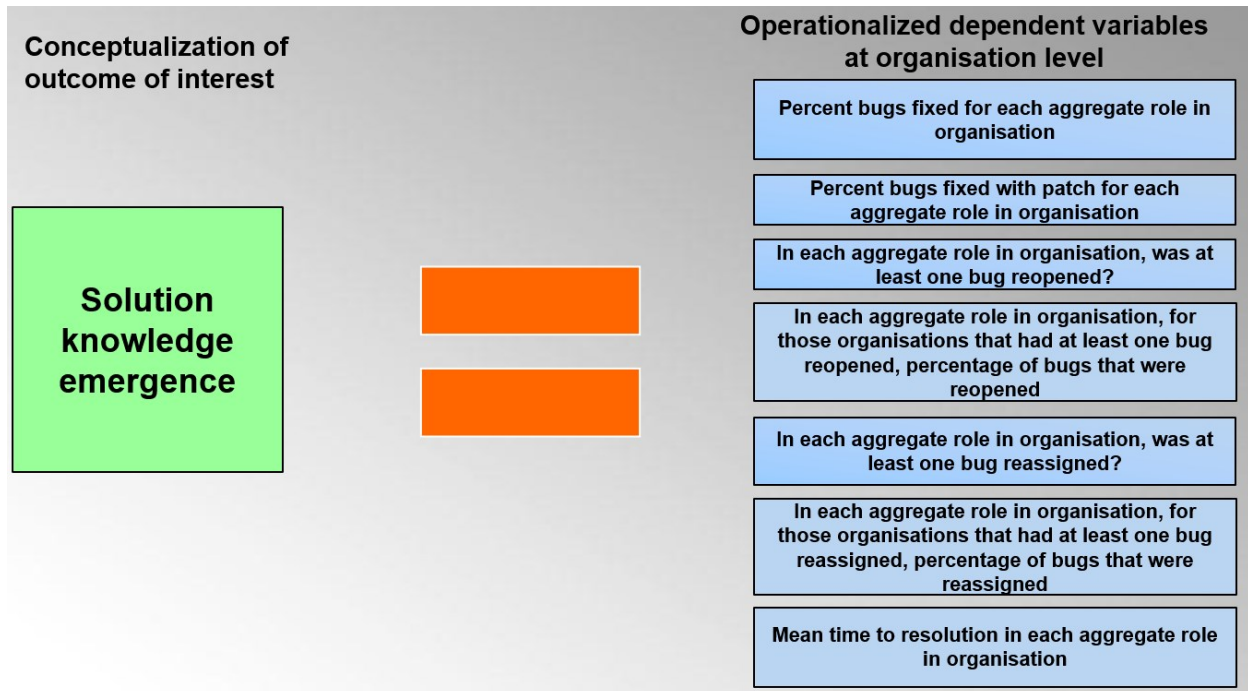 Conceptualization of
outcome of interest
Solution
knowledge
emergence
Operationalized dependent variables
at organisation level
Percent bugs fixed for each aggregate role in
organisation
Percent bugs fixed with patch for each
aggregate role in organisation
In each aggregate role in organisation, was at
least one bug reopened?
In each aggregate role in organisation, for
those organisations that had at least one bug
reopened, percentage of bugs that were
reopened
In each aggregate role in organisation, was at
least one bug reassigned?
In each aggregate role in organisation, for
those organisations that had at least one bug
reassigned, percentage of bugs that were
reassigned
Mean time to resolution in each aggregate role
in organisation